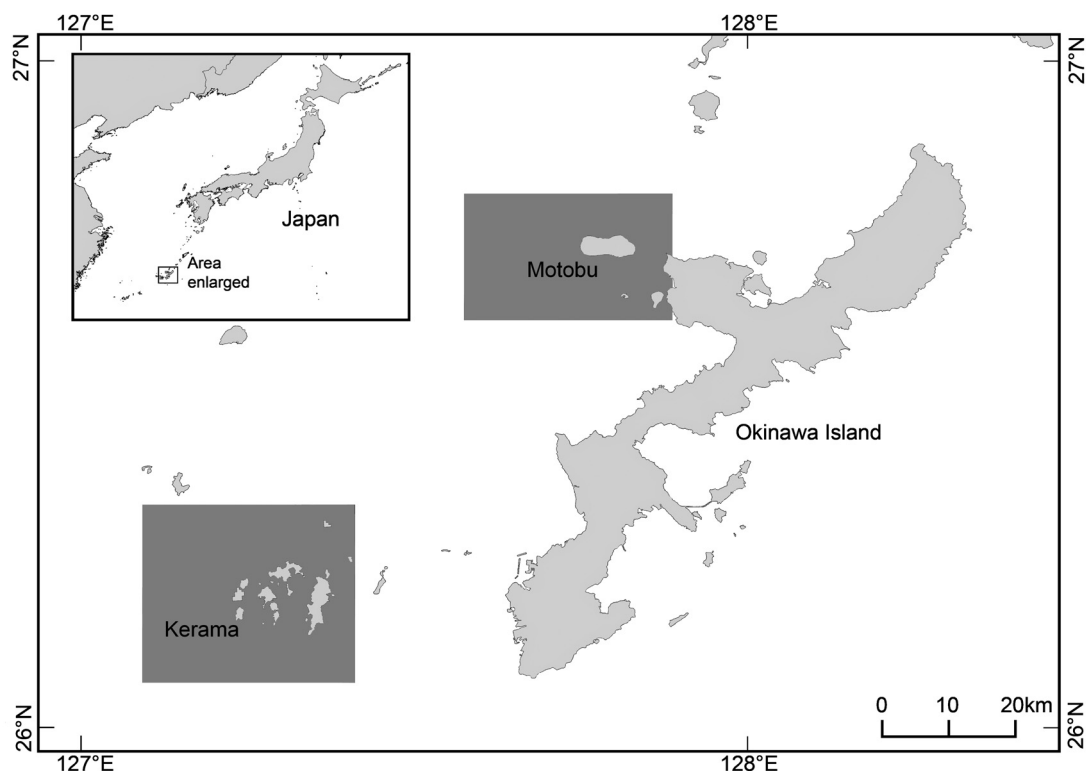 127°E
128°E
27°N
27°N
Japan
Area
enlarged
Motobu
Okinawa Island
Kerama
0 10 20km
26°N
26°N
127°E
128°E